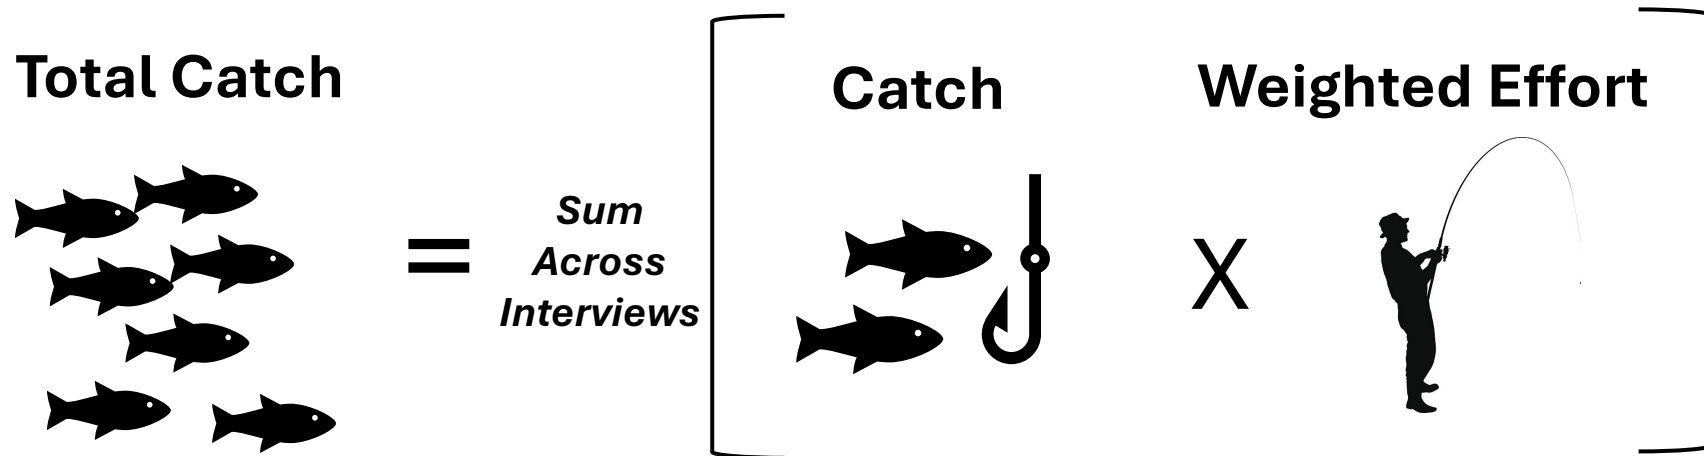 Total Catch
=
Sum
Across
Interviews
Catch
X
Weighted Effort